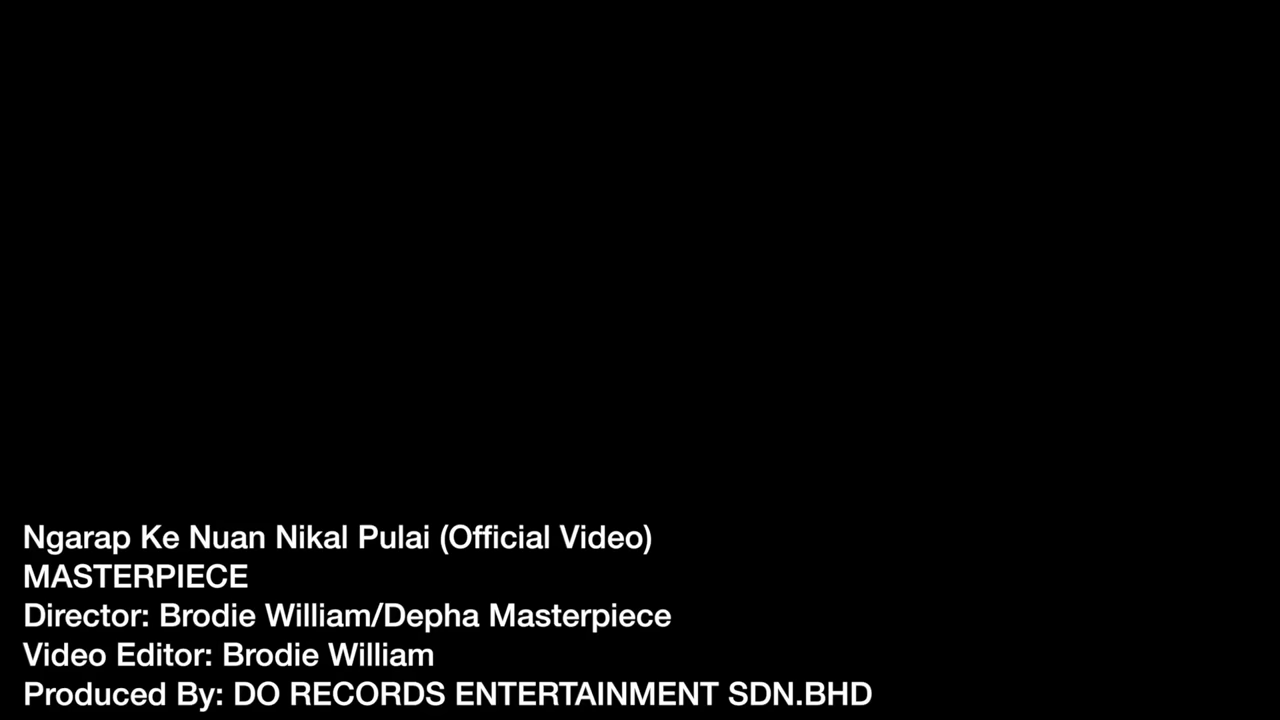 Ngarap Ke Nuan Nikal Pulai (Official Video)
MASTERPIECE
Director: Brodie William/Depha Masterpiece
Video Editor: Brodie William
Produced By: DO RECORDS ENTERTAINMENT SDN.BHD